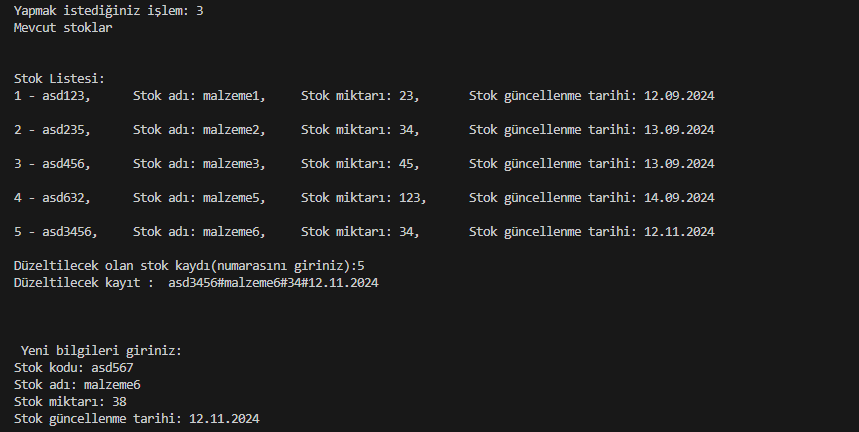 Yapmak istediğiniz işlem: 3
Mevcut stoklar
Stok Listesi:
1 - asd123, Stok adı: malzeme1, Stok miktarı: 23, Stok güncellenme tarihi: 12.09.2024
2 - asd235, Stok adı: malzeme2, Stok miktarı: 34, Stok güncellenme tarihi: 13.09.2024
3 - asd456, Stok adı: malzeme3, Stok miktarı: 45, Stok güncellenme tarihi: 13.09.2024
4 - asd632, Stok adı: malzeme5, Stok miktarı: 123, Stok güncellenme tarihi: 14.09.2024
5 - asd3456, Stok adı: malzeme6, Stok miktarı: 34, Stok güncellenme tarihi: 12.11.2024
Düzeltilecek olan stok kaydı(numarasını giriniz):5
Düzeltilecek kayıt :  asd3456#malzeme6#34#12.11.2024
Yeni bilgileri giriniz:
Stok kodu: asd567
Stok adı: malzeme6
Stok miktarı: 38
Stok güncellenme tarihi: 12.11.2024